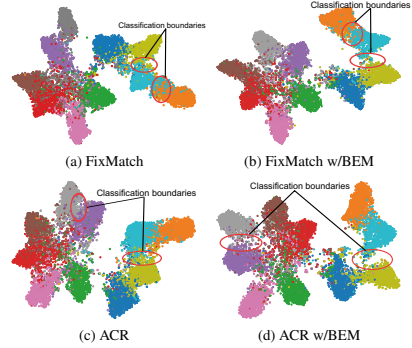 Classification boundaries
Classification boundaries
(a) FixMatch
(b) FixMatch w/BEM
Classification boundaries
Classification boundaries
(c) ACR
(d) ACR w/BEM